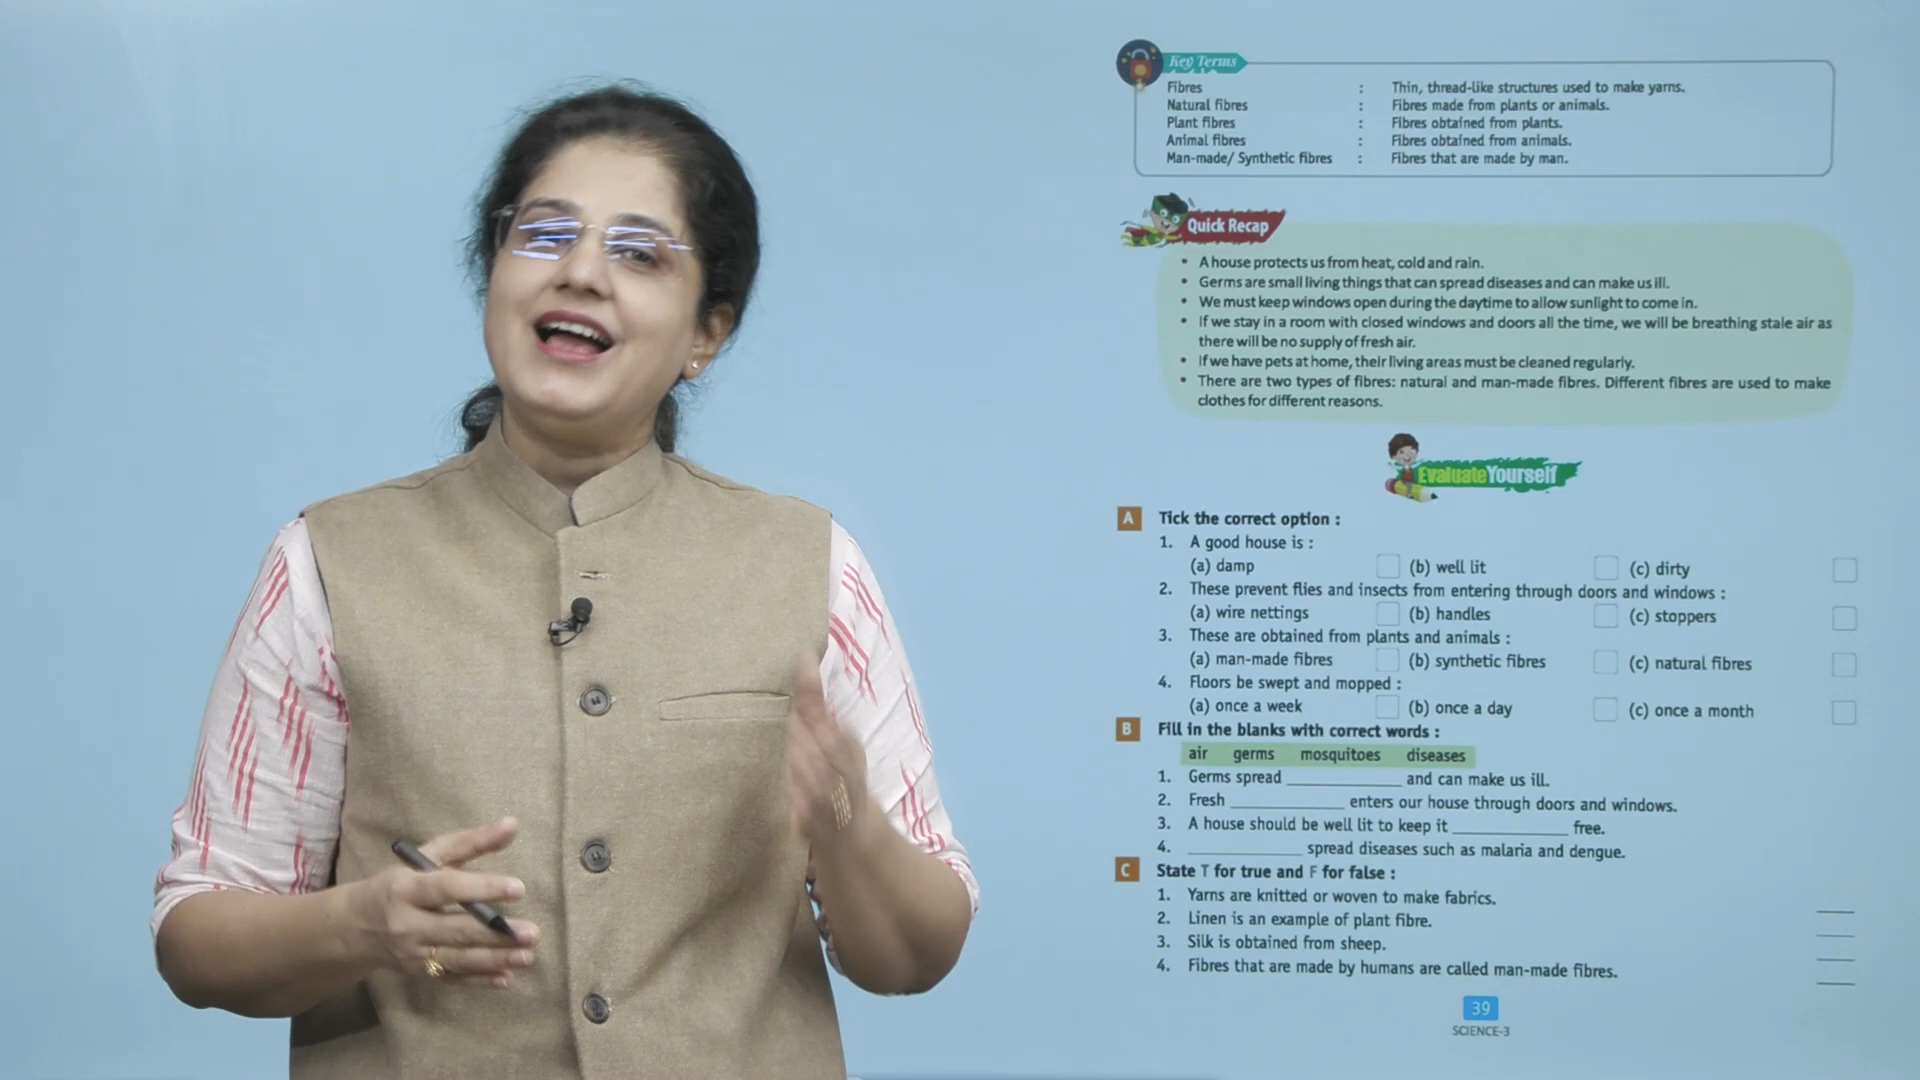 Key Terms
Fibres : Thin, thread-like structures used to make yarns.
Natural fibres : Fibres made from plants or animals.
Plant fibres : Fibres obtained from plants.
Animal fibres : Fibres obtained from animals.
Man-made/ Synthetic fibres : Fibres that are made by man.
Quick Recap
• A house protects us from heat, cold and rain.
• Germs are small living things that can spread diseases and can make us ill.
• We must keep windows open during the daytime to allow sunlight to come in.
• If we stay in a room with closed windows and doors all the time, we will be breathing stale air as
there will be no supply of fresh air.
• If we have pets at home, their living areas must be cleaned regularly.
• There are two types of fibres: natural and man-made fibres. Different fibres are used to make
clothes for different reasons.
Evaluate Yourself
A Tick the correct option :
1. A good house is :
(a) damp (b) well lit (c) dirty
2. These prevent flies and insects from entering through doors and windows :
(a) wire nettings (b) handles (c) stoppers
3. These are obtained from plants and animals :
(a) man-made fibres (b) synthetic fibres (c) natural fibres
4. Floors be swept and mopped :
(a) once a week (b) once a day (c) once a month
B Fill in the blanks with correct words :
air germs mosquitoes diseases
1. Germs spread ____________ and can make us ill.
2. Fresh ____________ enters our house through doors and windows.
3. A house should be well lit to keep it ____________ free.
4. ____________ spread diseases such as malaria and dengue.
C State T for true and F for false :
1. Yarns are knitted or woven to make fabrics. ____
2. Linen is an example of plant fibre. ____
3. Silk is obtained from sheep. ____
4. Fibres that are made by humans are called man-made fibres. ____
39
SCIENCE-3